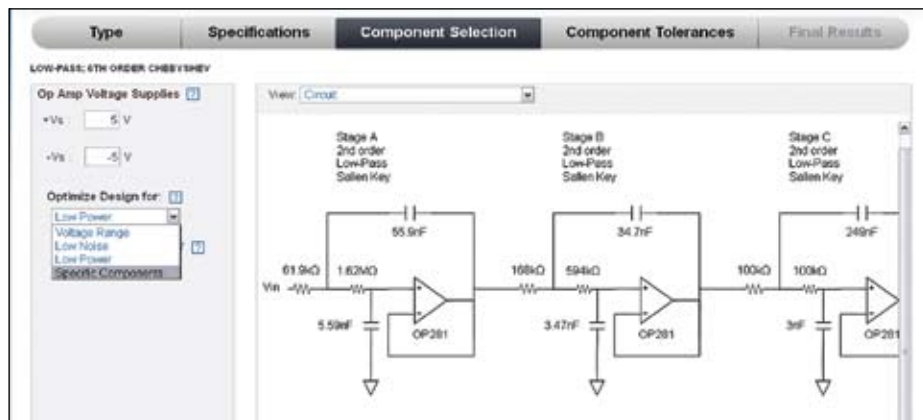 Type Specifications Component Selection Component Tolerances Final Results
LOW-PASS; 6TH ORDER CHEBYSHEV
Op Amp Voltage Supplies ?
+Vs : 5 V
-Vs : -5 V
Optimize Design for: ?
Low Power
Voltage Range
Low Noise
Low Power
Specific Components
?
View: Circuit
Stage A
2nd order
Low-Pass
Sallen Key
55.9nF
61.9kΩ 1.62MΩ
Vin
5.59nF
OP281
Stage B
2nd order
Low-Pass
Sallen Key
34.7nF
168kΩ 594kΩ
3.47nF
OP281
Stage C
2nd order
Low-Pass
Sallen Key
249nF
100kΩ 100kΩ
3nF
OP281